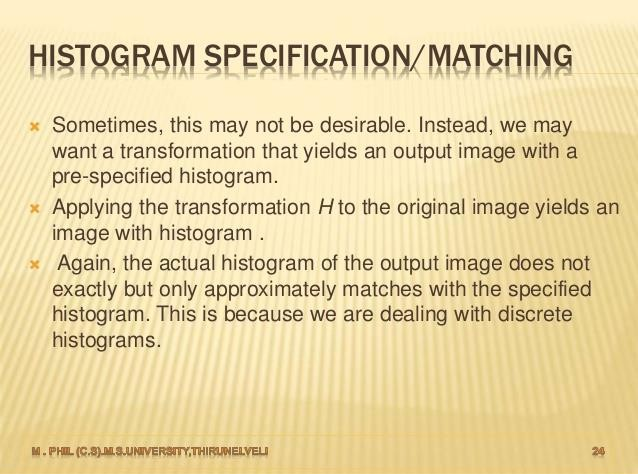 HISTOGRAM SPECIFICATION/MATCHING
Sometimes, this may not be desirable. Instead, we may
want a transformation that yields an output image with a
pre-specified histogram.
Applying the transformation H to the original image yields an
image with histogram .
Again, the actual histogram of the output image does not
exactly but only approximately matches with the specified
histogram. This is because we are dealing with discrete
histograms.
M . PHIL (C.S).M.S.UNIVERSITY,THIRUNELVELI 24